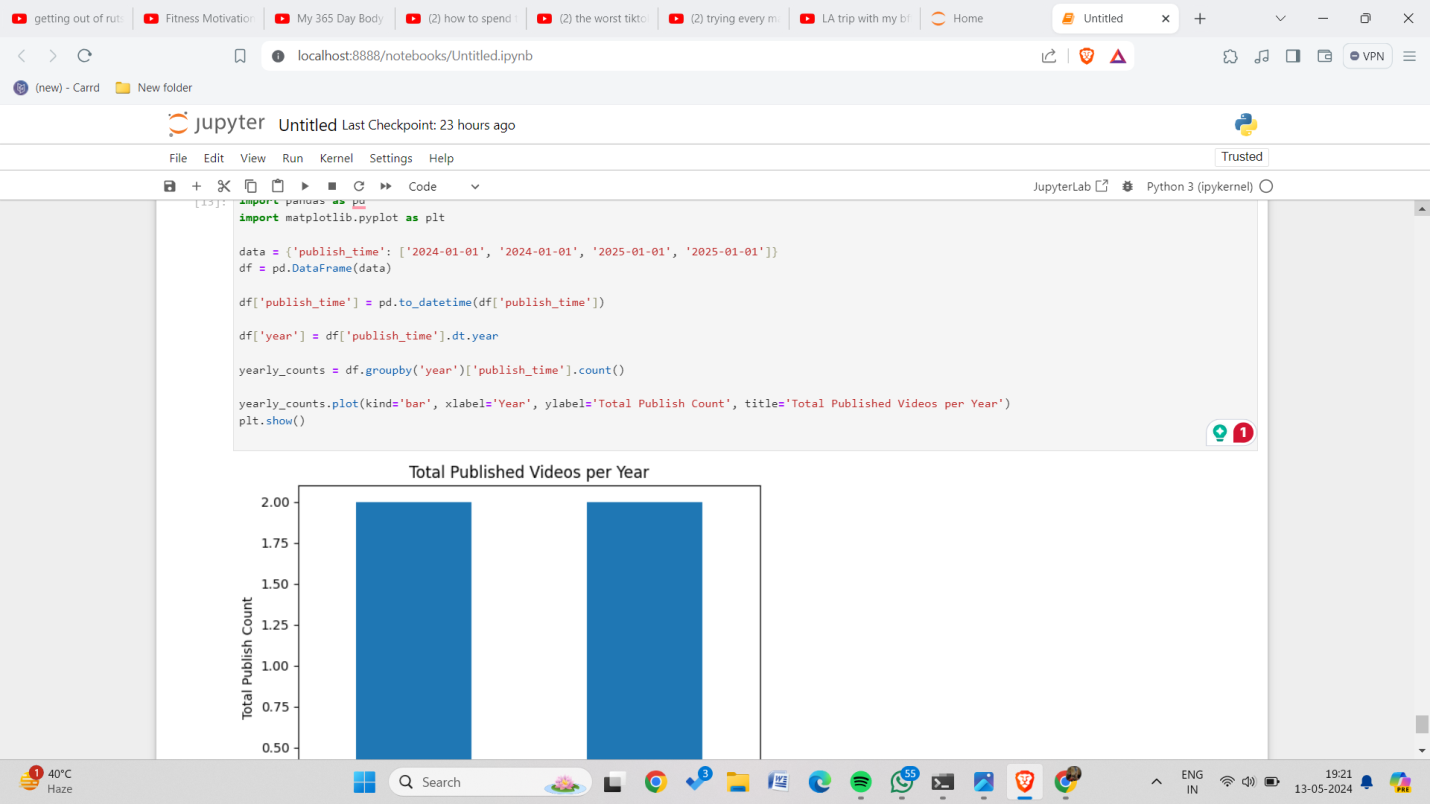 getting out of ruts
Fitness Motivation
My 365 Day Body
(2) how to spend
(2) the worst tikto
(2) trying every m
LA trip with my bf
Home
Untitled
localhost:8888/notebooks/Untitled.ipynb
VPN
(new) - Carrd
New folder
jupyter
Untitled Last Checkpoint: 23 hours ago
File Edit View Run Kernel Settings Help
Trusted
Code
JupyterLab
Python 3 (ipykernel)
[13]:
import pandas as pd
import matplotlib.pyplot as plt
data = {'publish_time': ['2024-01-01', '2024-01-01', '2025-01-01', '2025-01-01']}
df = pd.DataFrame(data)
df['publish_time'] = pd.to_datetime(df['publish_time'])
df['year'] = df['publish_time'].dt.year
yearly_counts = df.groupby('year')['publish_time'].count()
yearly_counts.plot(kind='bar', xlabel='Year', ylabel='Total Publish Count', title='Total Published Videos per Year')
plt.show()
1
Total Published Videos per Year
2.00
1.75
1.50
1.25
1.00
0.75
0.50
Total Publish Count
1
40°C
Haze
Search
3
55
PRE
ENG
IN
19:21
13-05-2024